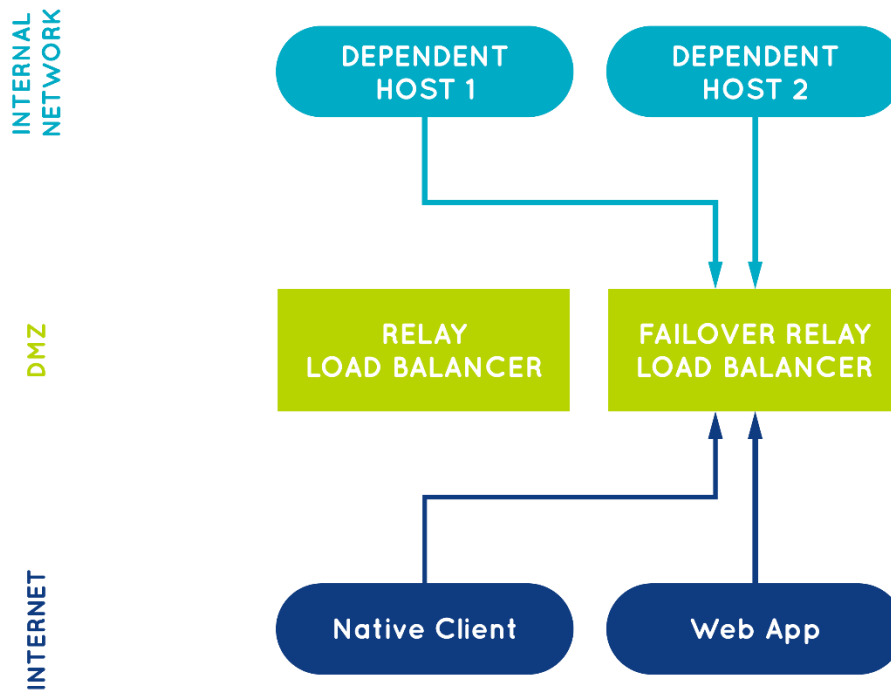 INTERNAL
NETWORK
DEPENDENT
HOST 1
DEPENDENT
HOST 2
DMZ
RELAY
LOAD BALANCER
FAILOVER RELAY
LOAD BALANCER
INTERNET
Native Client
Web App